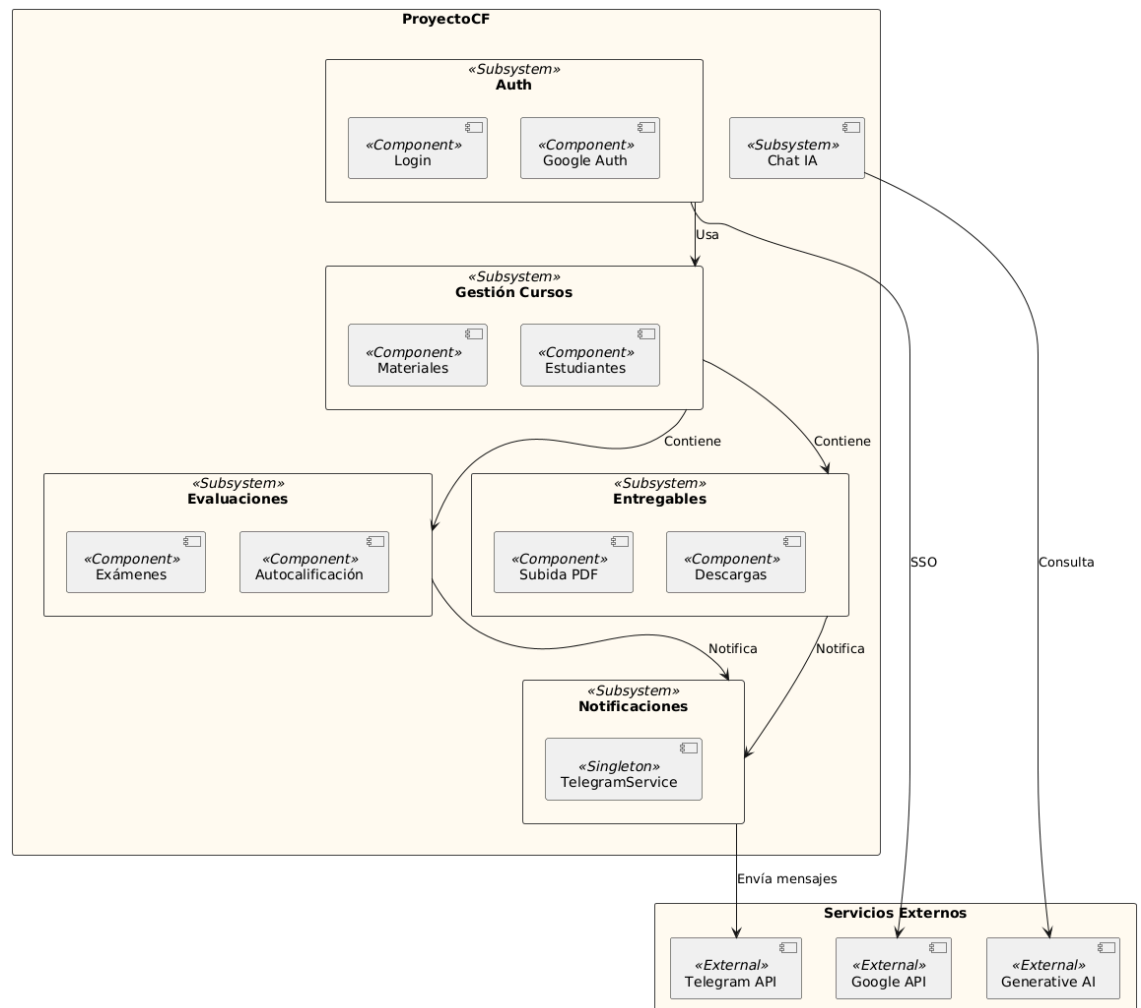 ProyectoCF
«Subsystem»
Auth
«Component»
Login
«Component»
Google Auth
«Subsystem»
Chat IA
Usa
«Subsystem»
Gestión Cursos
«Component»
Materiales
«Component»
Estudiantes
Contiene
Contiene
«Subsystem»
Evaluaciones
«Component»
Exámenes
«Component»
Autocalificación
«Subsystem»
Entregables
«Component»
Subida PDF
«Component»
Descargas
SSO
Consulta
Notifica
Notifica
«Subsystem»
Notificaciones
«Singleton»
TelegramService
Envía mensajes
Servicios Externos
«External»
Telegram API
«External»
Google API
«External»
Generative AI